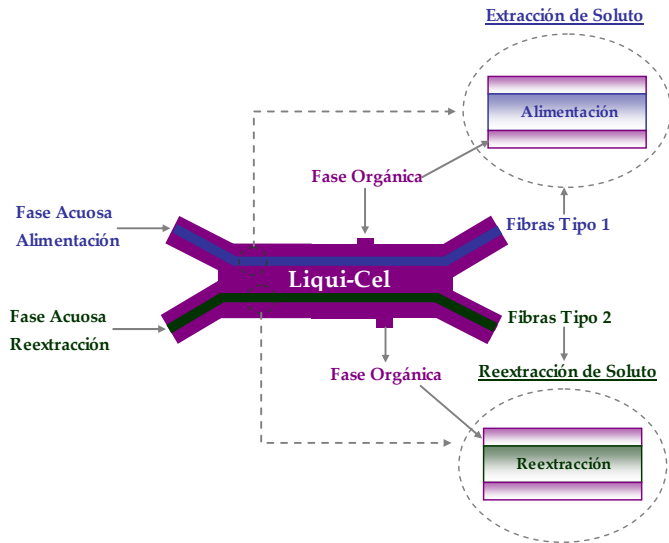 Extracción de Soluto
Alimentación
Fase Orgánica
Fase Acuosa
Alimentación
Fibras Tipo 1
Liqui-Cel
Fase Acuosa
Reextracción
Fibras Tipo 2
Fase Orgánica
Reextracción de Soluto
Reextracción